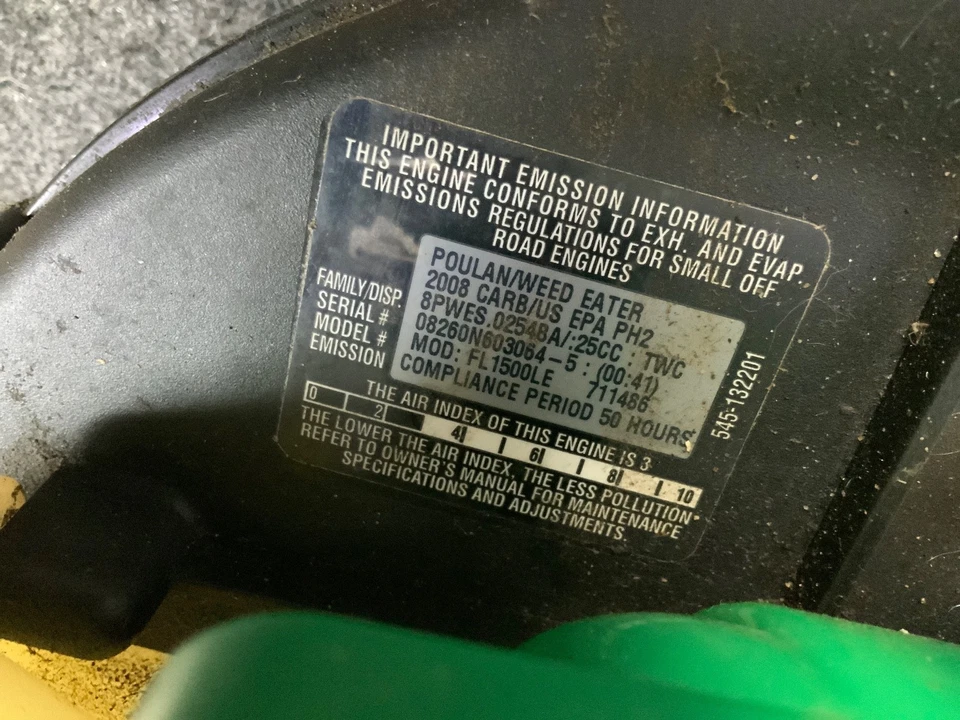 IMPORTANT EMISSION INFORMATION
THIS ENGINE CONFORMS TO EXH. AND EVAP
EMISSIONS REGULATIONS FOR SMALL OFF
ROAD ENGINES
POULAN/WEED EATER
2008 CARB/US EPA PH2
FAMILY/DISP. 8PWES.02548A/:25CC : TWC
SERIAL # 08260N603064-5 : (00:41)
MODEL # MOD: FL1500LE 711486
EMISSION COMPLIANCE PERIOD 50 HOURS
THE AIR INDEX OF THIS ENGINE IS 3
0 2 4 6 8 10
THE LOWER THE AIR INDEX, THE LESS POLLUTION
REFER TO OWNER'S MANUAL FOR MAINTENANCE
SPECIFICATIONS AND ADJUSTMENTS.
545-132201